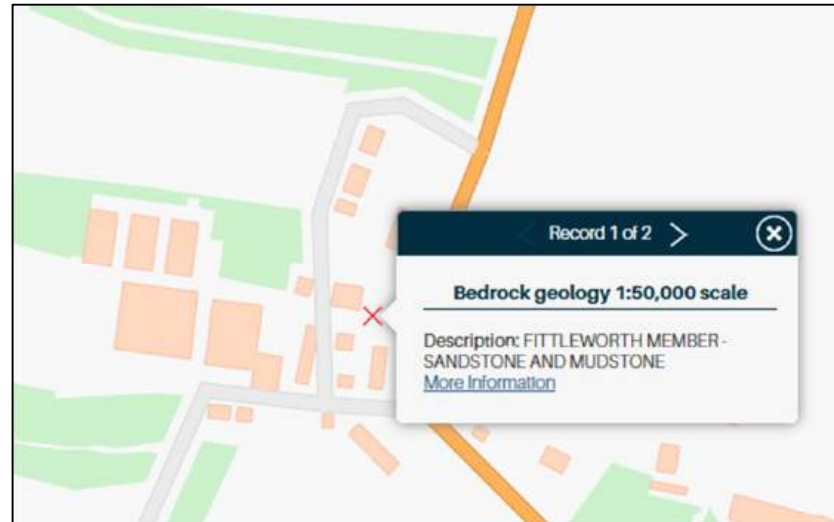 Record 1 of 2
Bedrock geology 1:50,000 scale
Description: FITTLEWORTH MEMBER -
SANDSTONE AND MUDSTONE
More Information